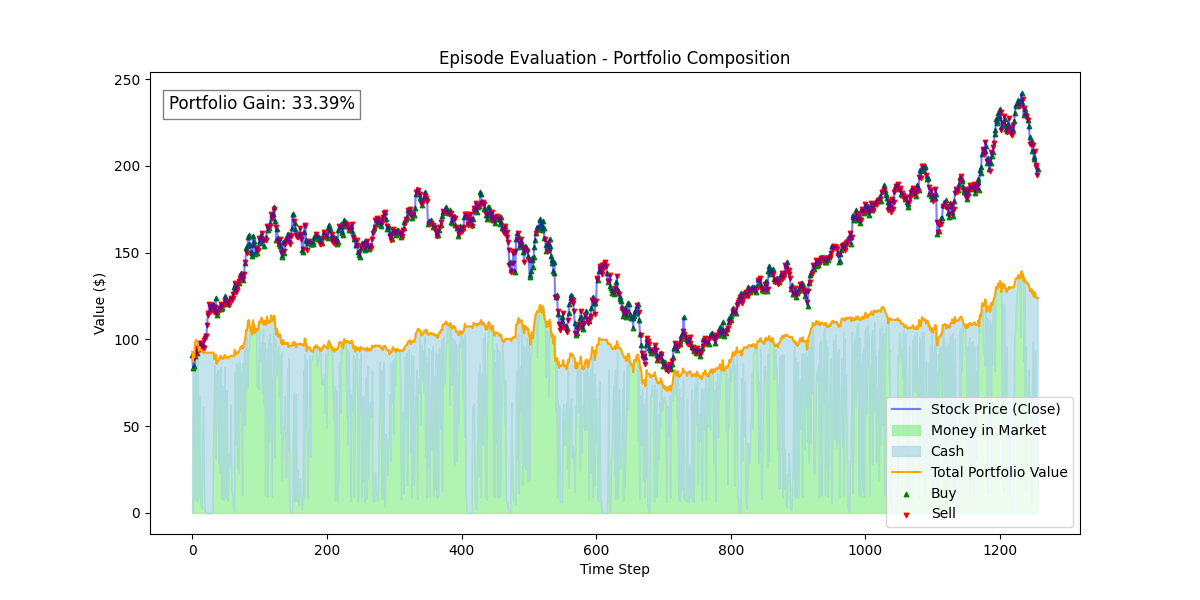 Episode Evaluation - Portfolio Composition
Portfolio Gain: 33.39%
Value ($)
250
200
150
100
50
0
0 200 400 600 800 1000 1200
Time Step
Stock Price (Close)
Money in Market
Cash
Total Portfolio Value
Buy
Sell